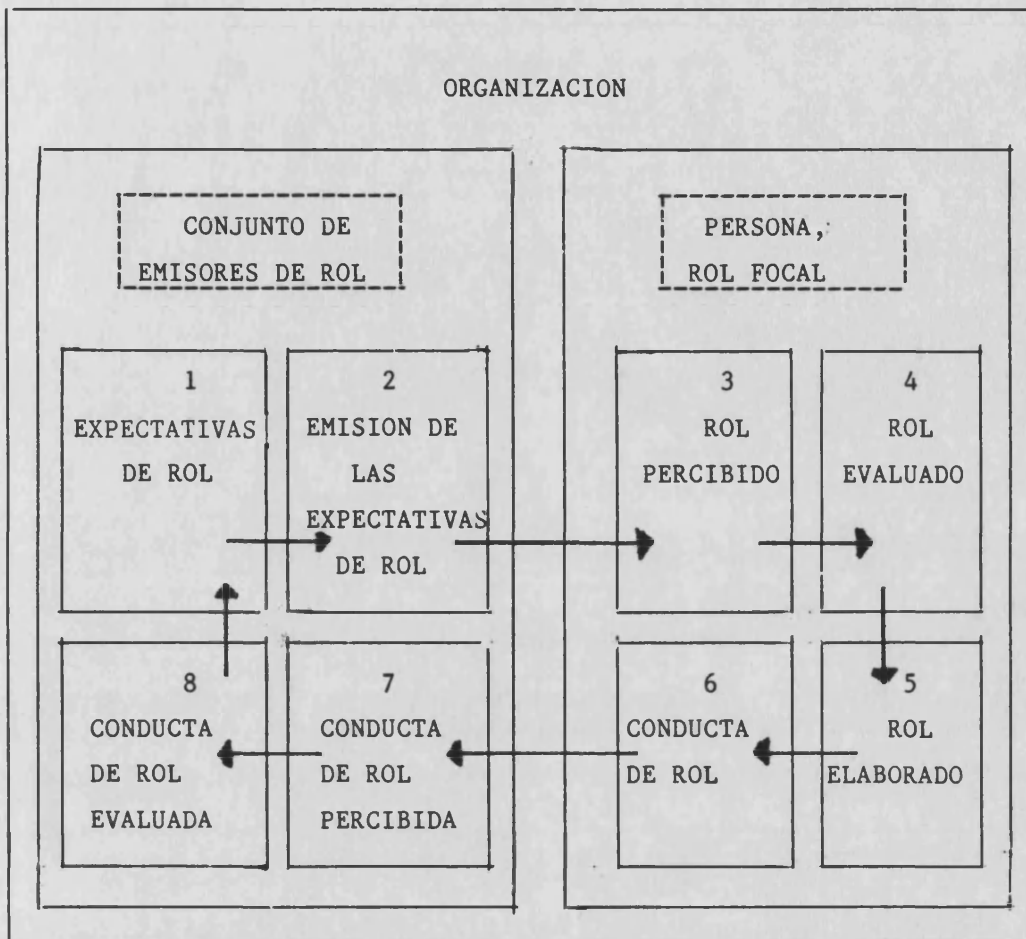 ORGANIZACION
CONJUNTO DE
EMISORES DE ROL
PERSONA,
ROL FOCAL
1
EXPECTATIVAS
DE ROL
2
EMISION DE
LAS
EXPECTATIVAS
DE ROL
3
ROL
PERCIBIDO
4
ROL
EVALUADO
5
ROL
ELABORADO
6
CONDUCTA
DE ROL
7
CONDUCTA
DE ROL
PERCIBIDA
8
CONDUCTA
DE ROL
EVALUADA